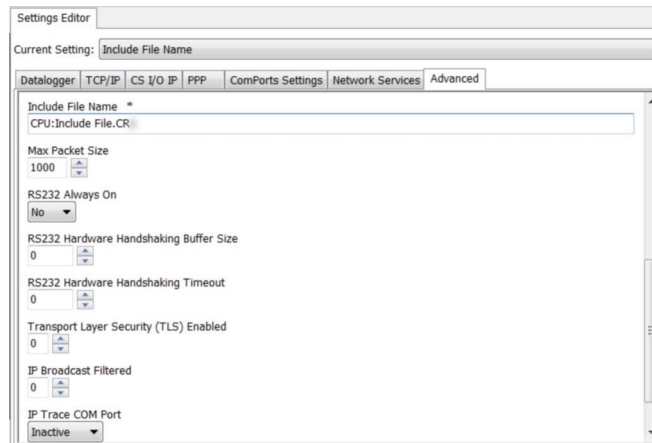 Settings Editor
Current Setting: Include File Name
Datalogger TCP/IP CS I/O IP PPP ComPorts Settings Network Services Advanced
Include File Name *
CPU:Include File.CR
Max Packet Size
1000
RS232 Always On
No
RS232 Hardware Handshaking Buffer Size
0
RS232 Hardware Handshaking Timeout
0
Transport Layer Security (TLS) Enabled
0
IP Broadcast Filtered
0
IP Trace COM Port
Inactive